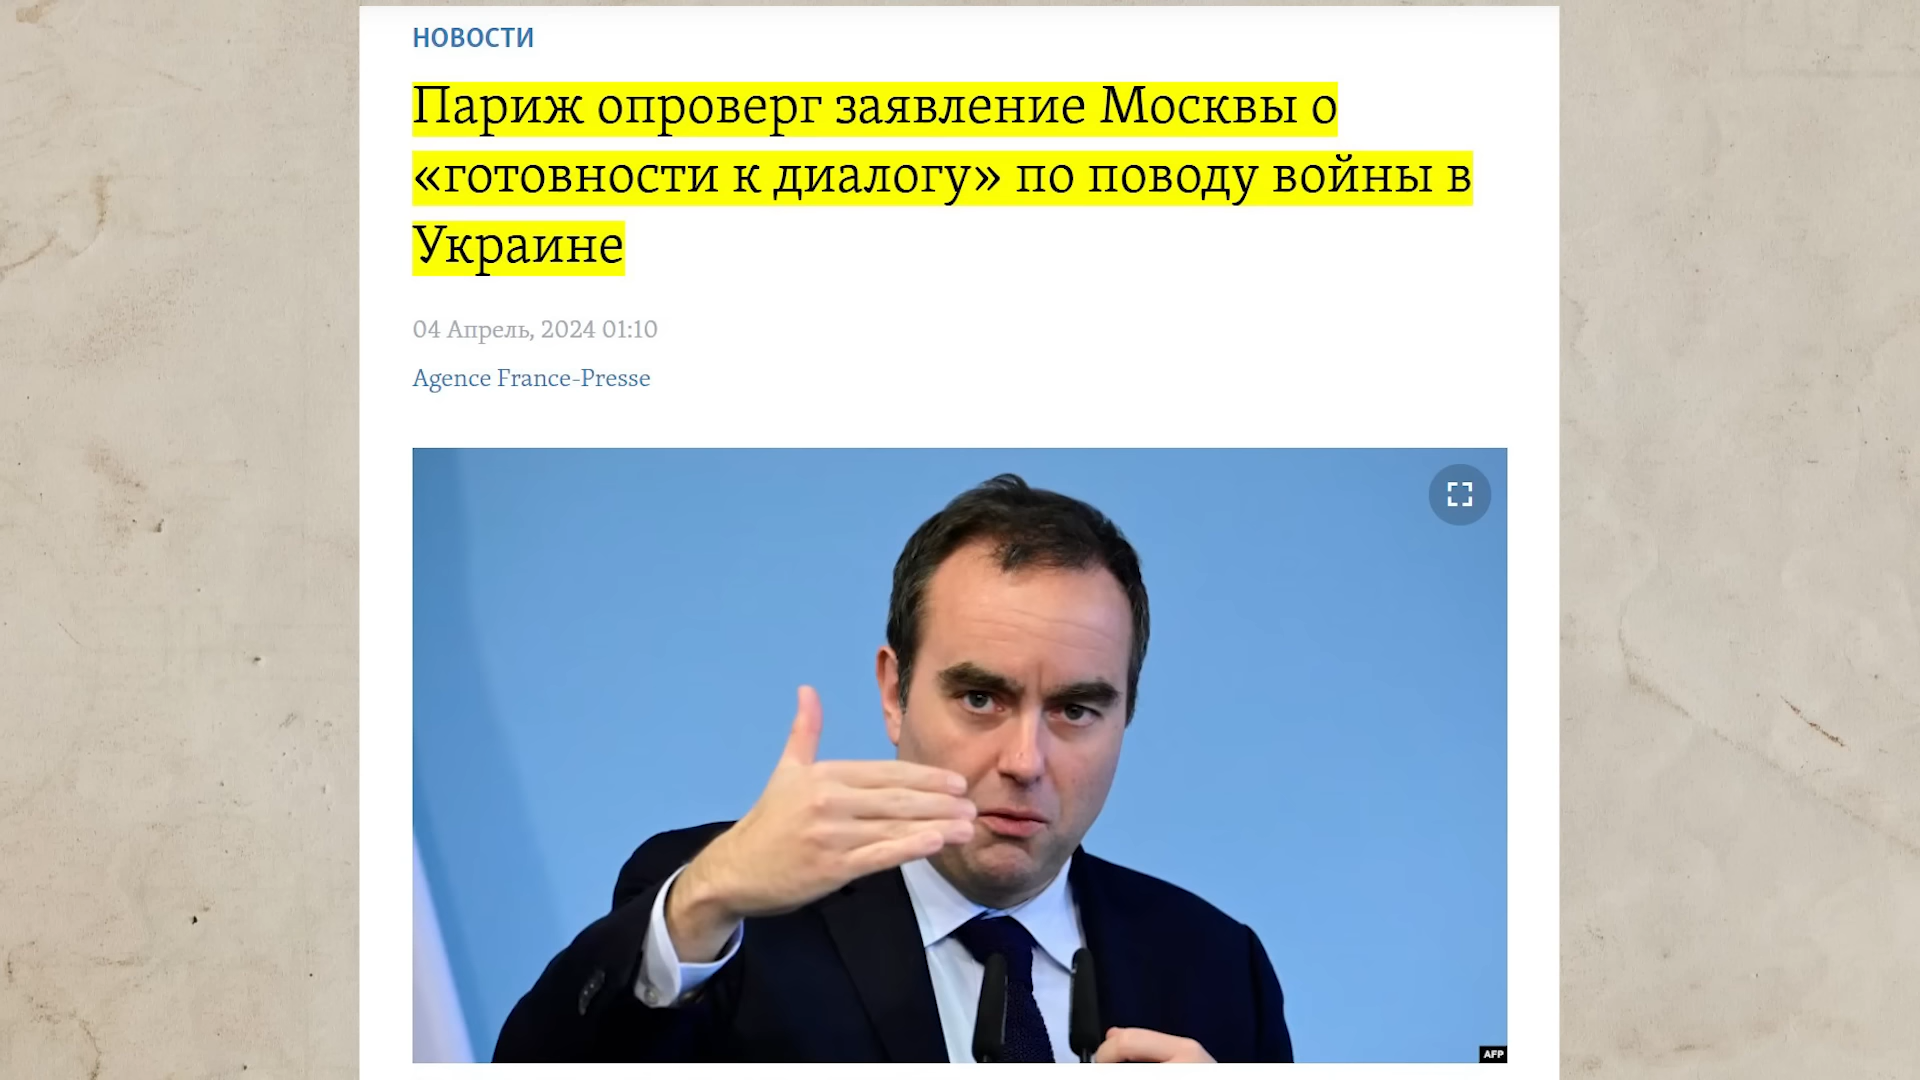 НОВОСТИ
Париж опроверг заявление Москвы о
«готовности к диалогу» по поводу войны в
Украине
04 Апрель, 2024 01:10
Agence France-Presse
AFP